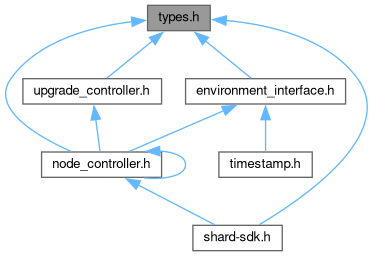 types.h
upgrade_controller.h
environment_interface.h
node_controller.h
timestamp.h
shard-sdk.h